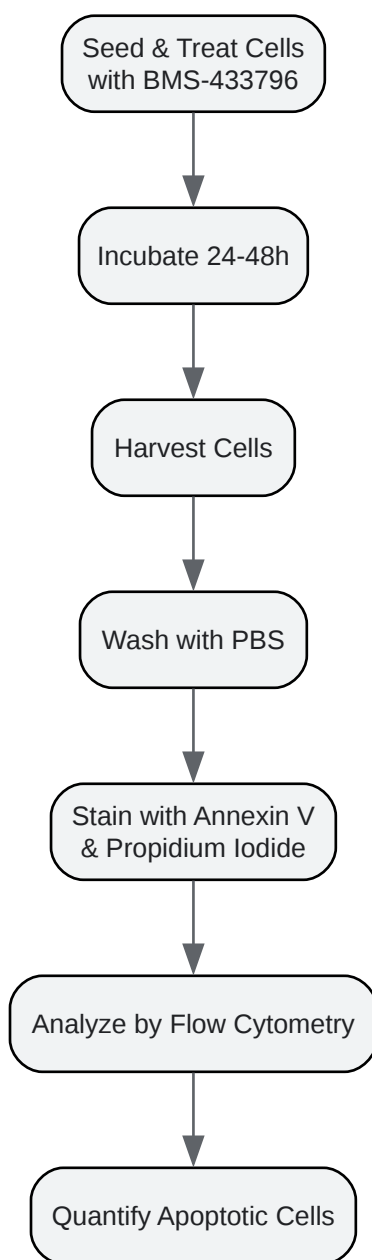 Seed & Treat Cells
with BMS-433796
Incubate 24-48h
Harvest Cells
Wash with PBS
Stain with Annexin V
& Propidium Iodide
Analyze by Flow Cytometry
Quantify Apoptotic Cells